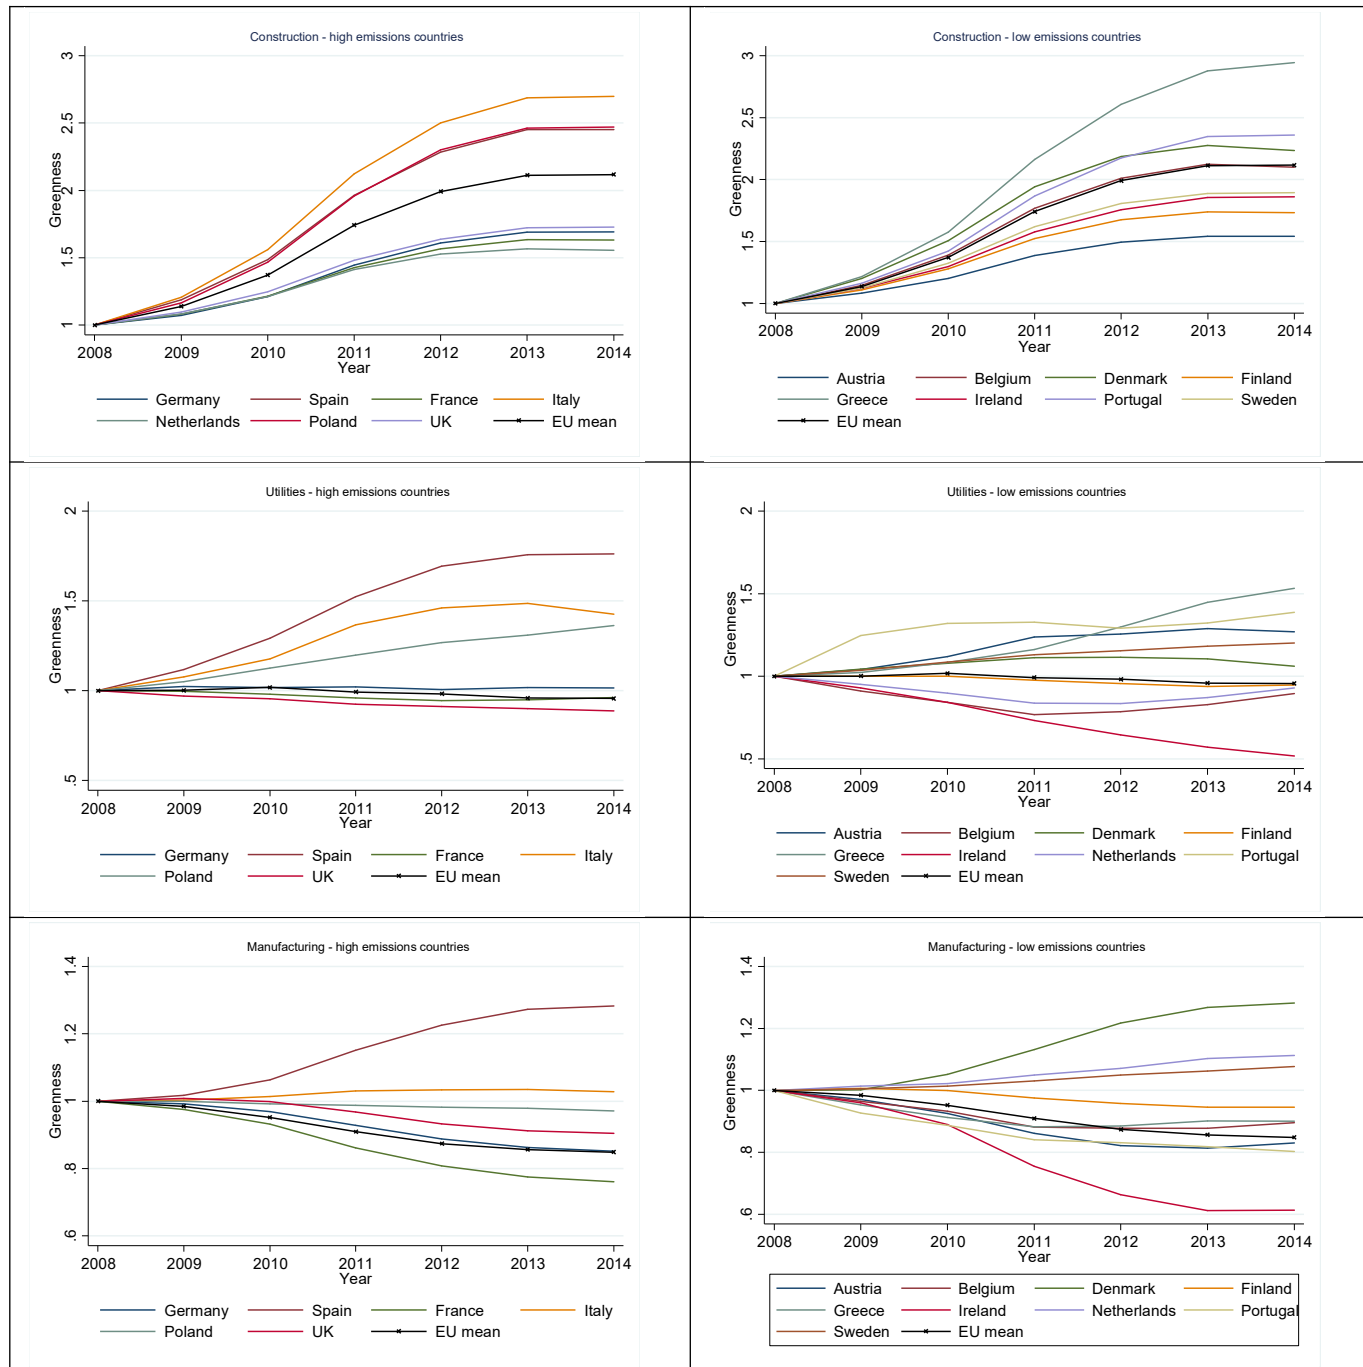 Construction - high emissions countries
3
2.5
2
1.5
1
Greenness
2008 2009 2010 2011 2012 2013 2014
Year
Germany Spain France Italy
Netherlands Poland UK EU mean
Construction - low emissions countries
3
2.5
2
1.5
1
Greenness
2008 2009 2010 2011 2012 2013 2014
Year
Austria Belgium Denmark Finland
Greece Ireland Portugal Sweden
EU mean
Utilities - high emissions countries
2
1.5
1
.5
Greenness
2008 2009 2010 2011 2012 2013 2014
Year
Germany Spain France Italy
Poland UK EU mean
Utilities - low emissions countries
2
1.5
1
.5
Greenness
2008 2009 2010 2011 2012 2013 2014
Year
Austria Belgium Denmark Finland
Greece Ireland Netherlands Portugal
Sweden EU mean
Manufacturing - high emissions countries
1.4
1.2
1
.8
.6
Greenness
2008 2009 2010 2011 2012 2013 2014
Year
Germany Spain France Italy
Poland UK EU mean
Manufacturing - low emissions countries
1.4
1.2
1
.8
.6
Greenness
2008 2009 2010 2011 2012 2013 2014
Year
Austria Belgium Denmark Finland
Greece Ireland Netherlands Portugal
Sweden EU mean